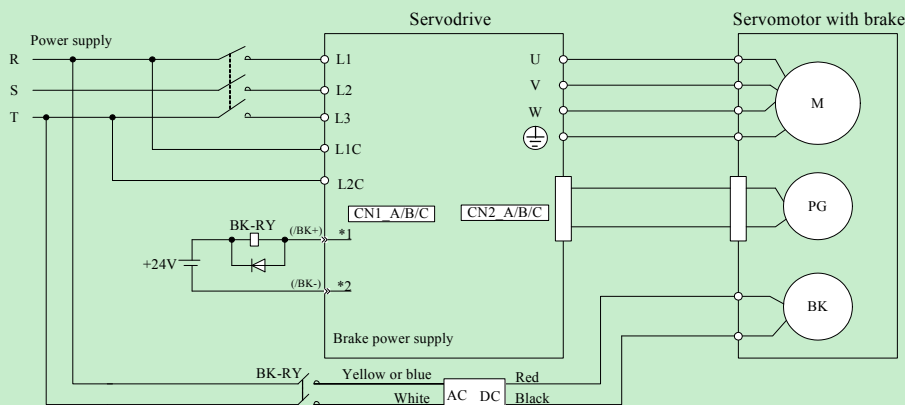 Servodrive
Servomotor with brake
Power supply
R
S
T
L1
L2
L3
L1C
L2C
U
V
W
M
CN1_A/B/C
CN2_A/B/C
PG
BK-RY
(/BK+)
*1
+24V
(/BK-)
*2
BK
Brake power supply
BK-RY
Yellow or blue
White
AC DC
Red
Black